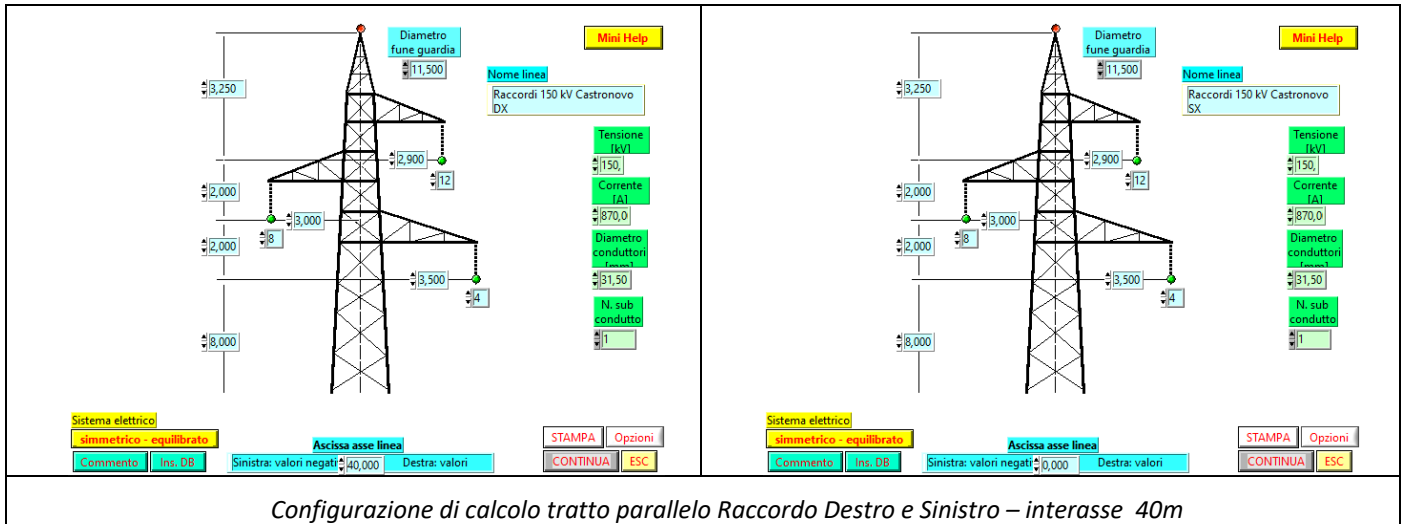 Diametro
fune guardia
11,500
Mini Help
3,250
Nome linea
Raccordi 150 kV Castronovo
DX
Tensione
[kV]
150,
2,900
12
2,000
Corrente
[A]
870,0
3,000
8
2,000
Diametro
conduttori
[mm]
31,50
3,500
4
N. sub
condutto
1
8,000
Sistema elettrico
simmetrico - equilibrato
Commento
Ins. DB
Ascissa asse linea
Sinistra: valori negati
40,000
Destra: valori
STAMPA
Opzioni
CONTINUA
ESC
Diametro
fune guardia
11,500
Mini Help
3,250
Nome linea
Raccordi 150 kV Castronovo
SX
Tensione
[kV]
150,
2,900
12
2,000
Corrente
[A]
870,0
3,000
8
2,000
Diametro
conduttori
[mm]
31,50
3,500
4
N. sub
condutto
1
8,000
Sistema elettrico
simmetrico - equilibrato
Commento
Ins. DB
Ascissa asse linea
Sinistra: valori negati
0,000
Destra: valori
STAMPA
Opzioni
CONTINUA
ESC
Configurazione di calcolo tratto parallelo Raccordo Destro e Sinistro – interasse 40m